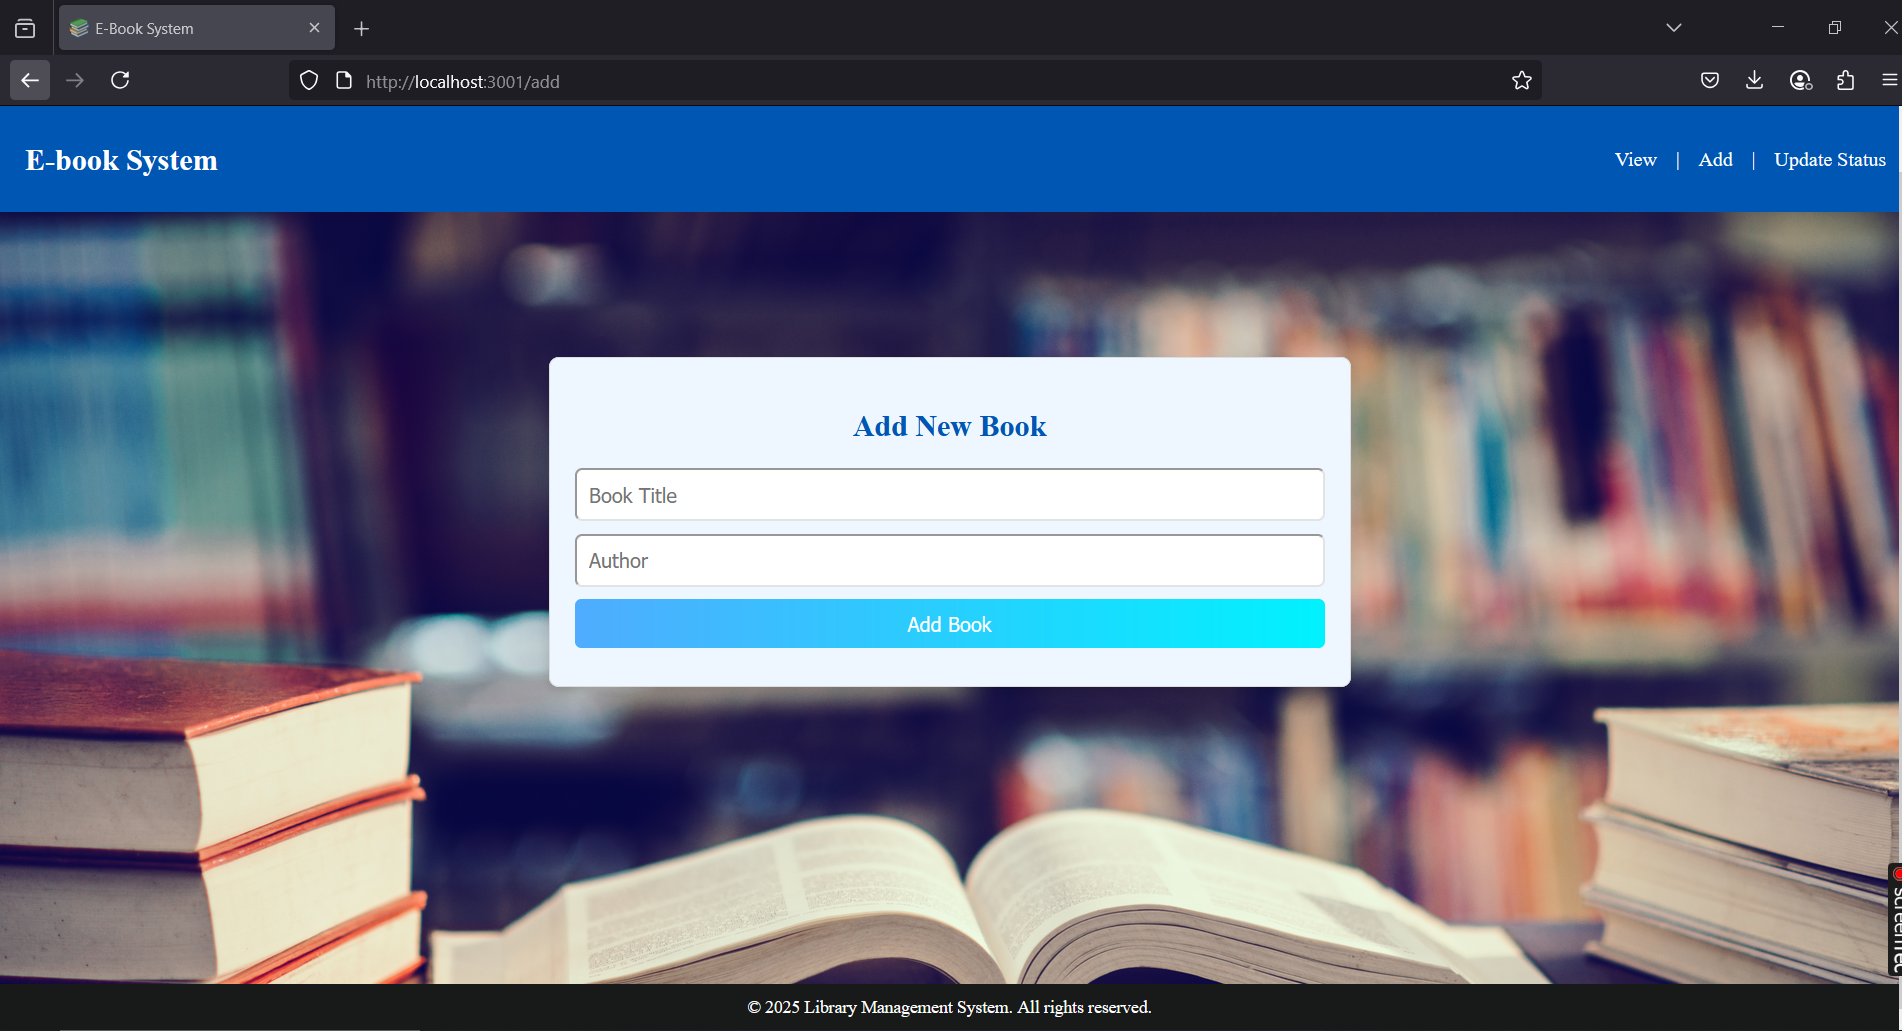 E-Book System
http://localhost:3001/add
E-book System
View | Add | Update Status
Add New Book
Book Title
Author
Add Book
screenrec
© 2025 Library Management System. All rights reserved.